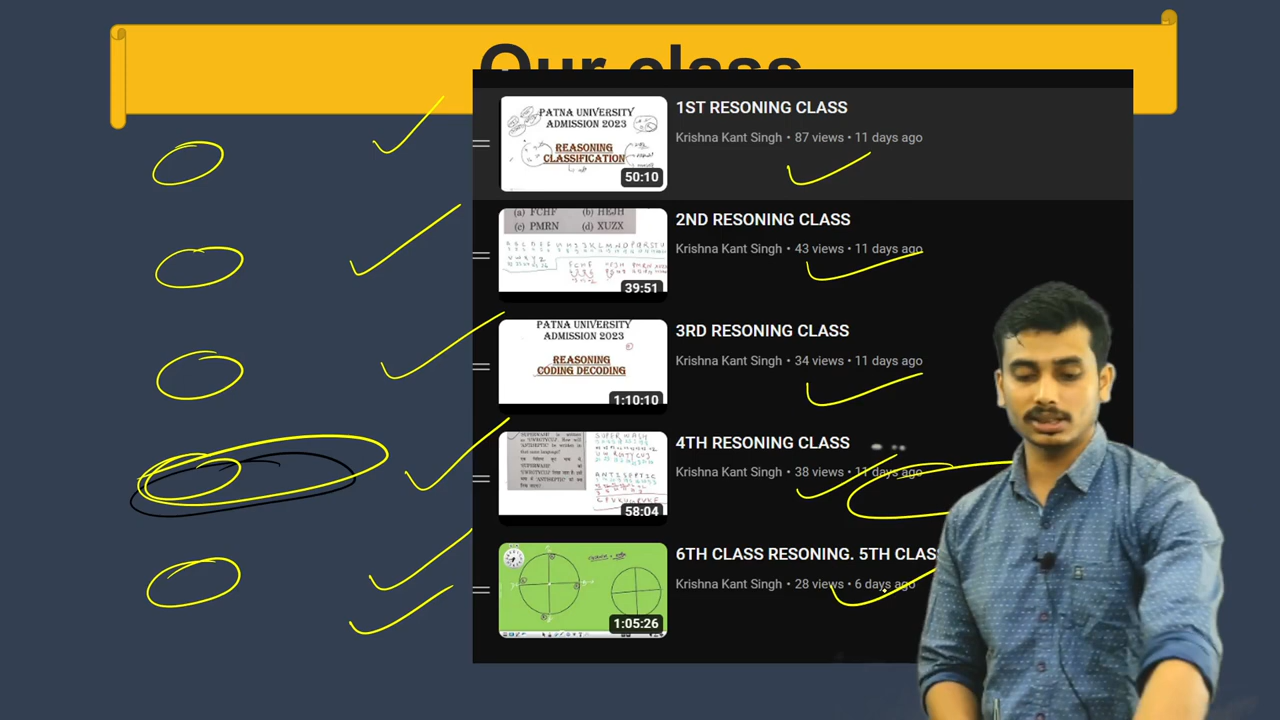 Our class
PATNA UNIVERSITY
ADMISSION 2023
REASONING
CLASSIFICATION
50:10
1ST RESONING CLASS
Krishna Kant Singh • 87 views • 11 days ago
(a) FCHF (b) HEJH
(c) PMRN (d) XUZX
39:51
2ND RESONING CLASS
Krishna Kant Singh • 43 views • 11 days ago
PATNA UNIVERSITY
ADMISSION 2023
REASONING
CODING DECODING
1:10:10
3RD RESONING CLASS
Krishna Kant Singh • 34 views • 11 days ago
SUPERWASH
ANTISEPTIC
58:04
4TH RESONING CLASS
Krishna Kant Singh • 38 views • 11 days ago
1:05:26
6TH CLASS RESONING. 5TH CLAS
Krishna Kant Singh • 28 views • 6 days ago